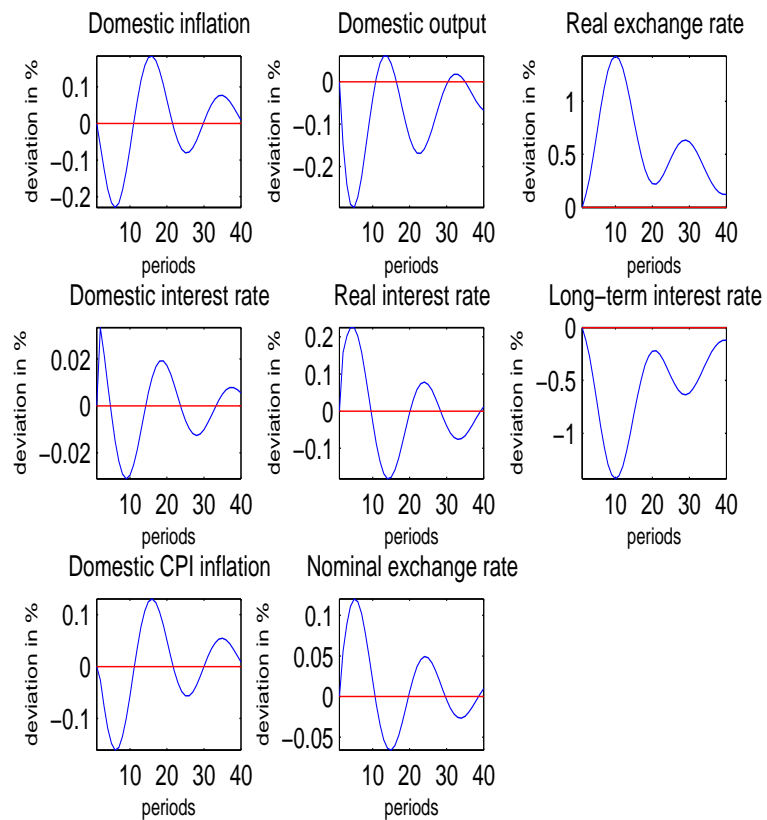 Domestic inflation
deviation in %
0.1
0
−0.1
−0.2
10 20 30 40
periods
Domestic output
deviation in %
0
−0.1
−0.2
10 20 30 40
periods
Real exchange rate
1
0.5
0
10 20 30 40
Domestic interest rate
deviation in %
0.02
0
−0.02
10 20 30 40
periods
Real interest rate
deviation in %
0.2
0.1
0
−0.1
10 20 30 40
periods
Long−term interest rate
0
−0.5
−1
10 20 30 40
Domestic CPI inflation
deviation in %
0.1
0
−0.1
10 20 30 40
periods
Nominal exchange rate
deviation in %
0.1
0.05
0
−0.05
10 20 30 40
periods